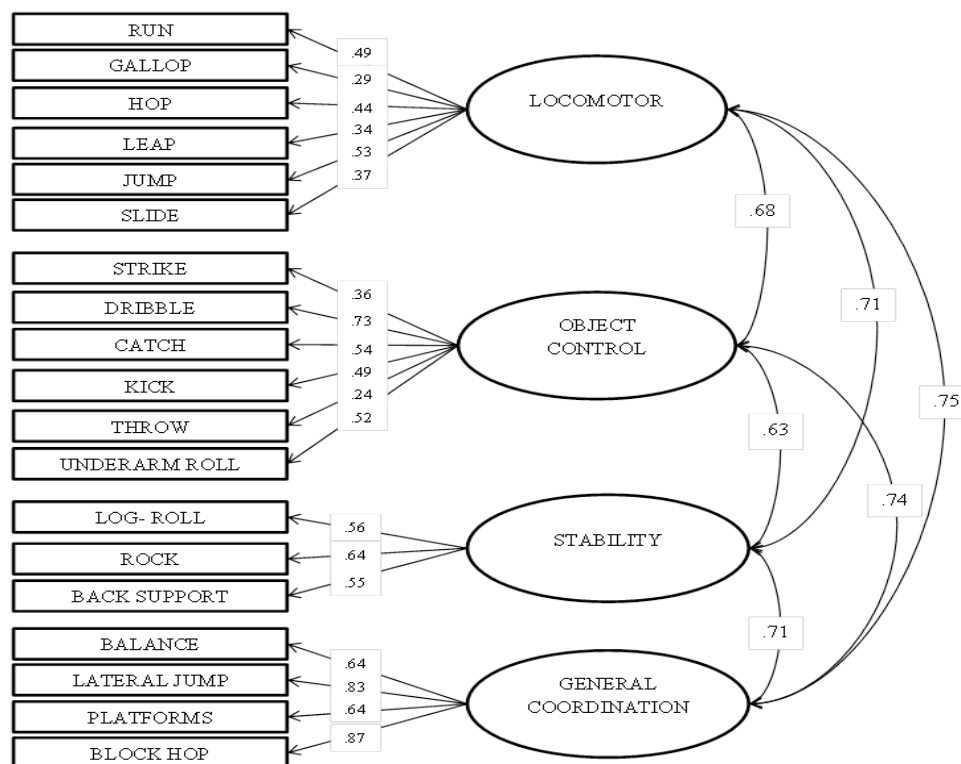 RUN
GALLOP
HOP
LEAP
JUMP
SLIDE
.49
.29
.44
.34
.53
.37
LOCOMOTOR
STRIKE
DRIBBLE
CATCH
KICK
THROW
UNDERARM ROLL
.36
.73
.54
.49
.24
.52
OBJECT
CONTROL
LOG- ROLL
ROCK
BACK SUPPORT
.56
.64
.55
STABILITY
BALANCE
LATERAL JUMP
PLATFORMS
BLOCK HOP
.64
.83
.64
.87
GENERAL
COORDINATION
.68
.71
.75
.63
.74
.71